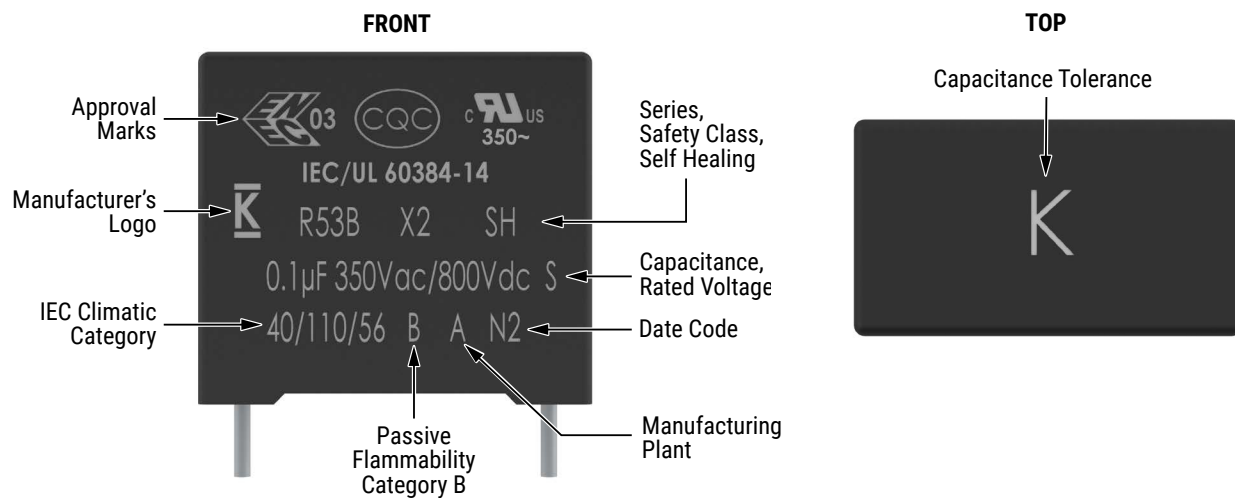 FRONT
TOP
Approval
Marks
Manufacturer's
Logo
IEC Climatic
Category
ENEC 03
CQC
c RU US
350~
IEC/UL 60384-14
K
R53B X2 SH
0.1µF 350Vac/800Vdc S
40/110/56 B A N2
Series,
Safety Class,
Self Healing
Capacitance,
Rated Voltage
Date Code
Manufacturing
Plant
Passive
Flammability
Category B
Capacitance Tolerance
K